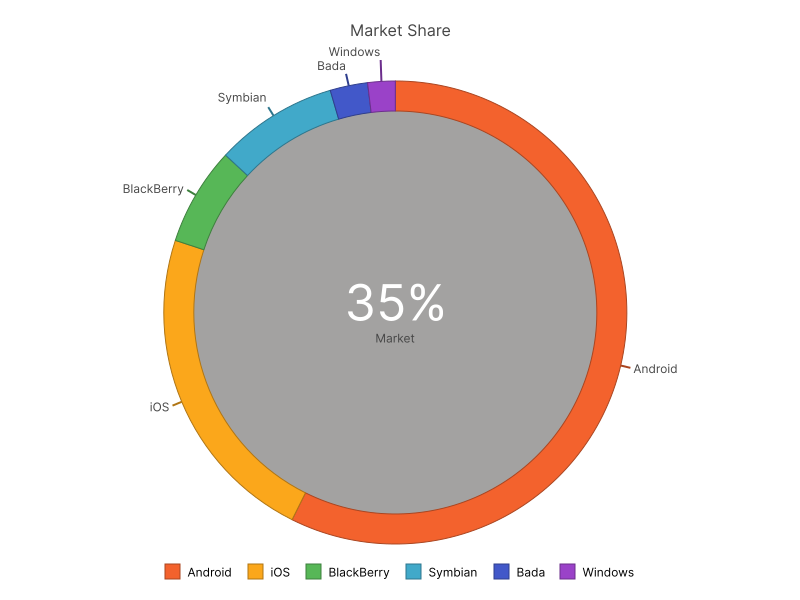 Market Share
Windows
Bada
Symbian
BlackBerry
35%
Market
Android
iOS
Android iOS BlackBerry Symbian Bada Windows